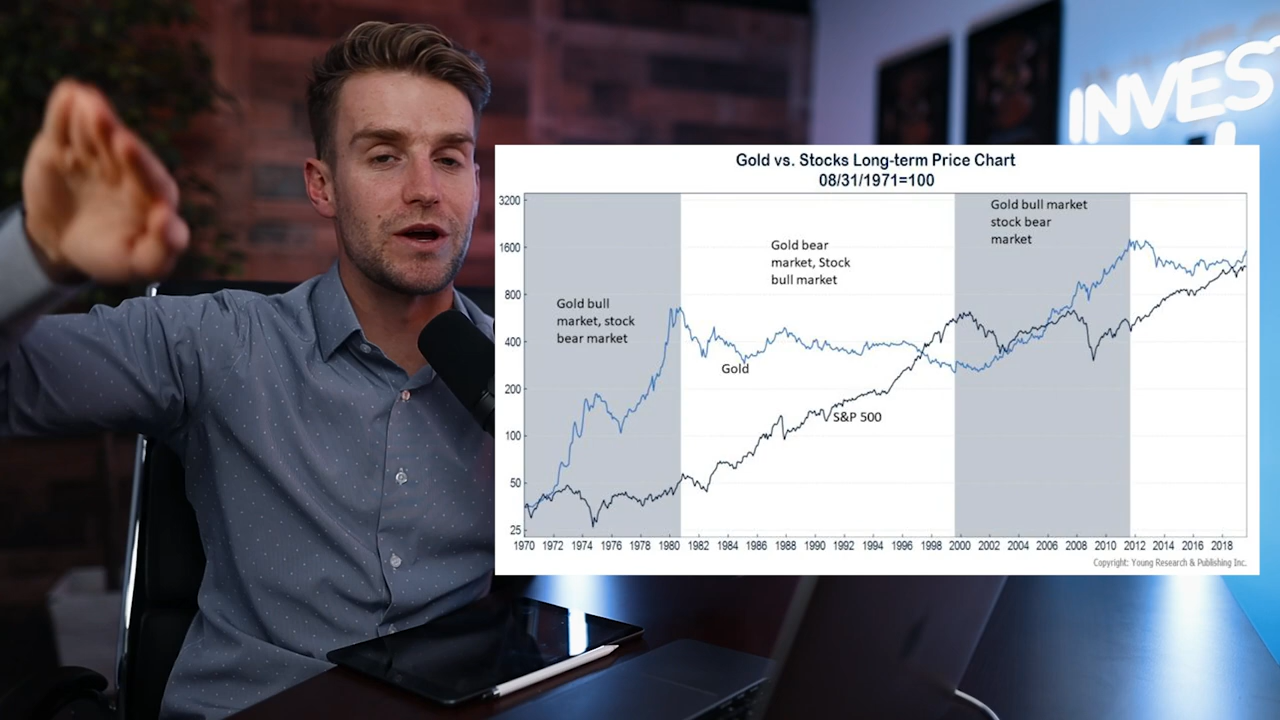 INVEST
Gold vs. Stocks Long-term Price Chart
08/31/1971=100
3200
1600
800
400
200
100
50
25
Gold bull
market, stock
bear market
Gold bear
market, Stock
bull market
Gold bull market
stock bear
market
Gold
S&P 500
1970 1972 1974 1976 1978 1980 1982 1984 1986 1988 1990 1992 1994 1996 1998 2000 2002 2004 2006 2008 2010 2012 2014 2016 2018
Copyright: Young Research & Publishing Inc.